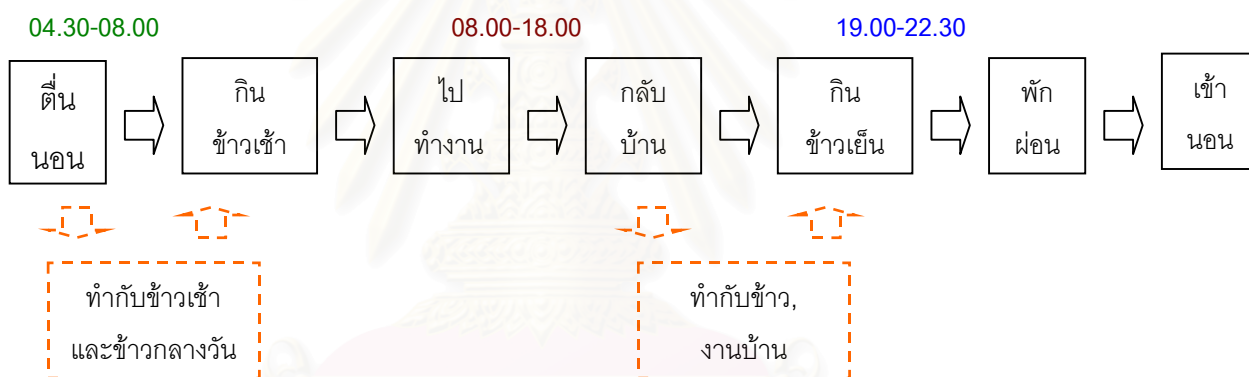 04.30-08.00
08.00-18.00
19.00-22.30
ตื่น
นอน
กิน
ข้าวเช้า
ไป
ทำงาน
กลับ
บ้าน
กิน
ข้าวเย็น
พัก
ผ่อน
เข้า
นอน
ทำกับข้าวเช้า
และข้าวกลางวัน
ทำกับข้าว,
งานบ้าน